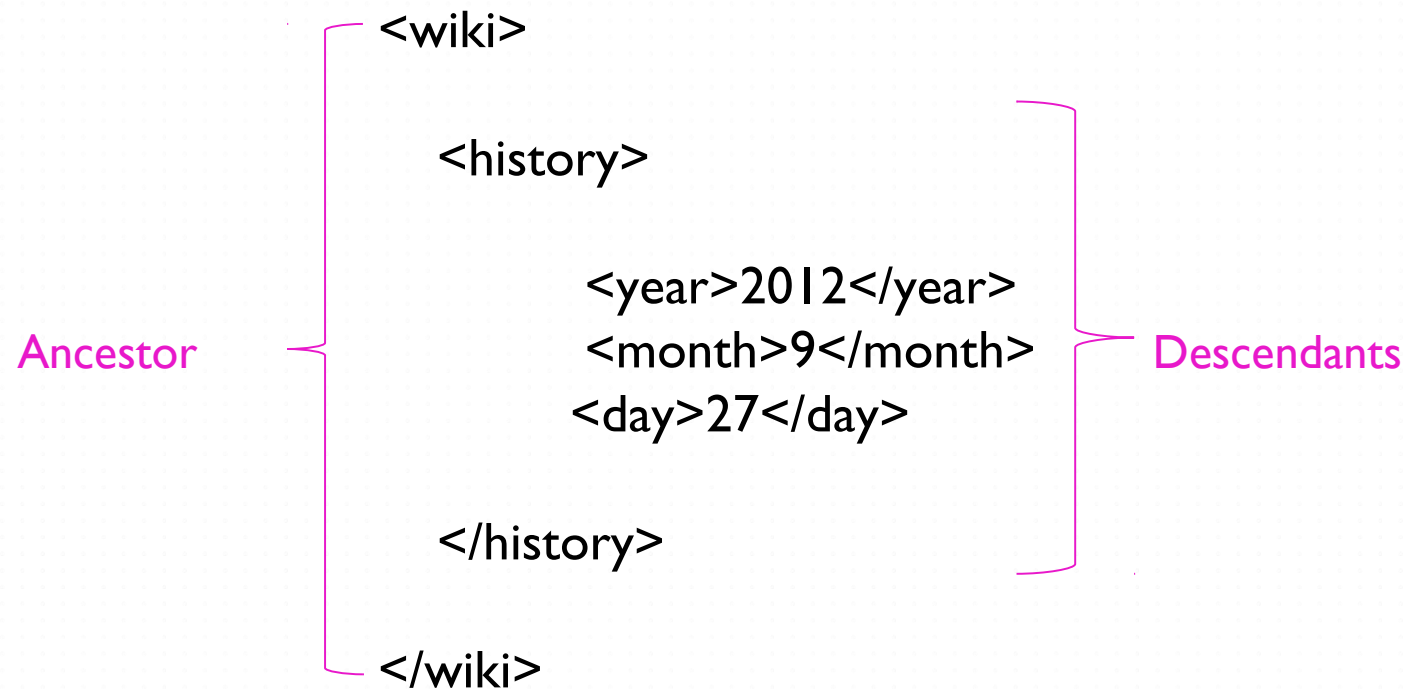 <wiki>
<history>
<year>2012</year>
Ancestor
<month>9</month>
Descendants
<day>27</day>
</history>
</wiki>